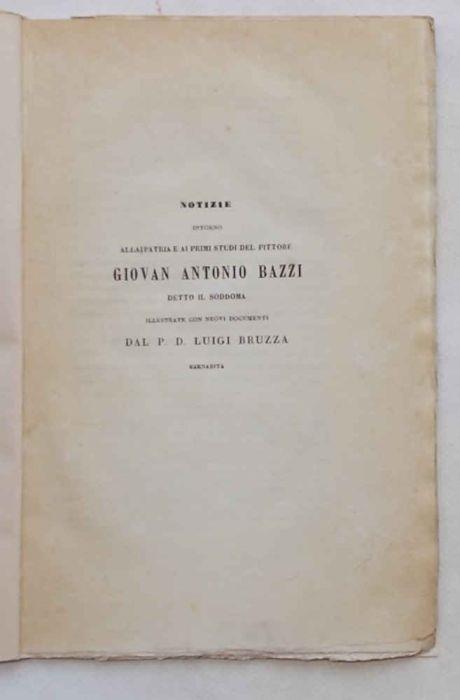 NOTIZIE
INTORNO
ALLA PATRIA E AI PRIMI STUDI DEL PITTORE
GIOVAN ANTONIO BAZZI
DETTO IL SODDOMA
ILLUSTRATE CON NUOVI DOCUMENTI
DAL P. D. LUIGI BRUZZA
BARNABITA